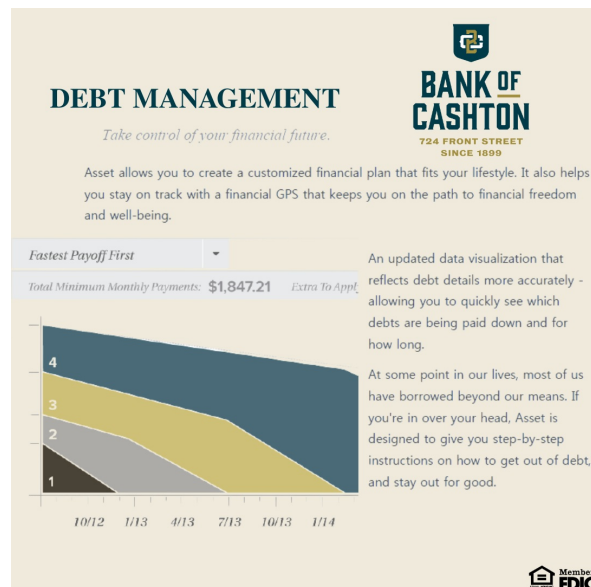 BANK OF
CASHTON
724 FRONT STREET
SINCE 1899
DEBT MANAGEMENT
Take control of your financial future.
Asset allows you to create a customized financial plan that fits your lifestyle. It also helps
you stay on track with a financial GPS that keeps you on the path to financial freedom
and well-being.
Fastest Payoff First
Total Minimum Monthly Payments: $1,847.21 Extra To Appl
An updated data visualization that
reflects debt details more accurately -
allowing you to quickly see which
debts are being paid down and for
how long.
At some point in our lives, most of us
have borrowed beyond our means. If
you're in over your head, Asset is
designed to give you step-by-step
instructions on how to get out of debt,
and stay out for good.
4
3
2
1
10/12 1/13 4/13 7/13 10/13 1/14
Member
FDIC